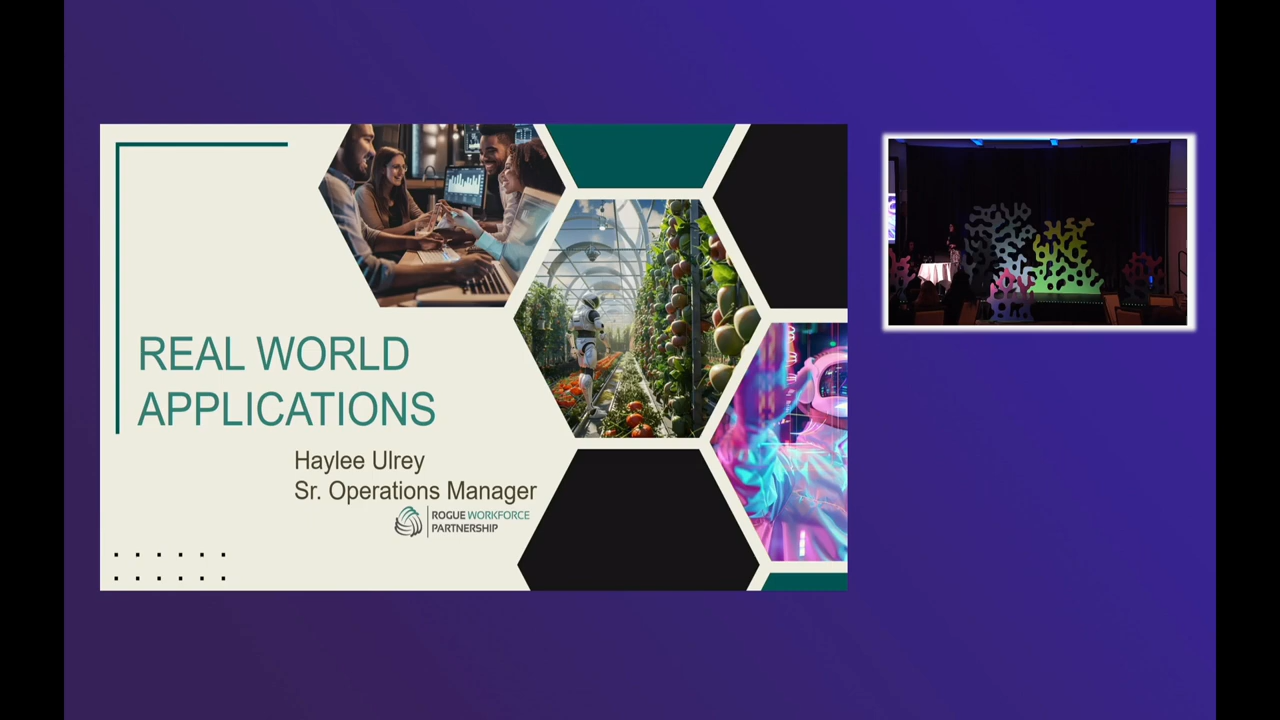 REAL WORLD
APPLICATIONS
Haylee Ulrey
Sr. Operations Manager
ROGUE WORKFORCE
PARTNERSHIP